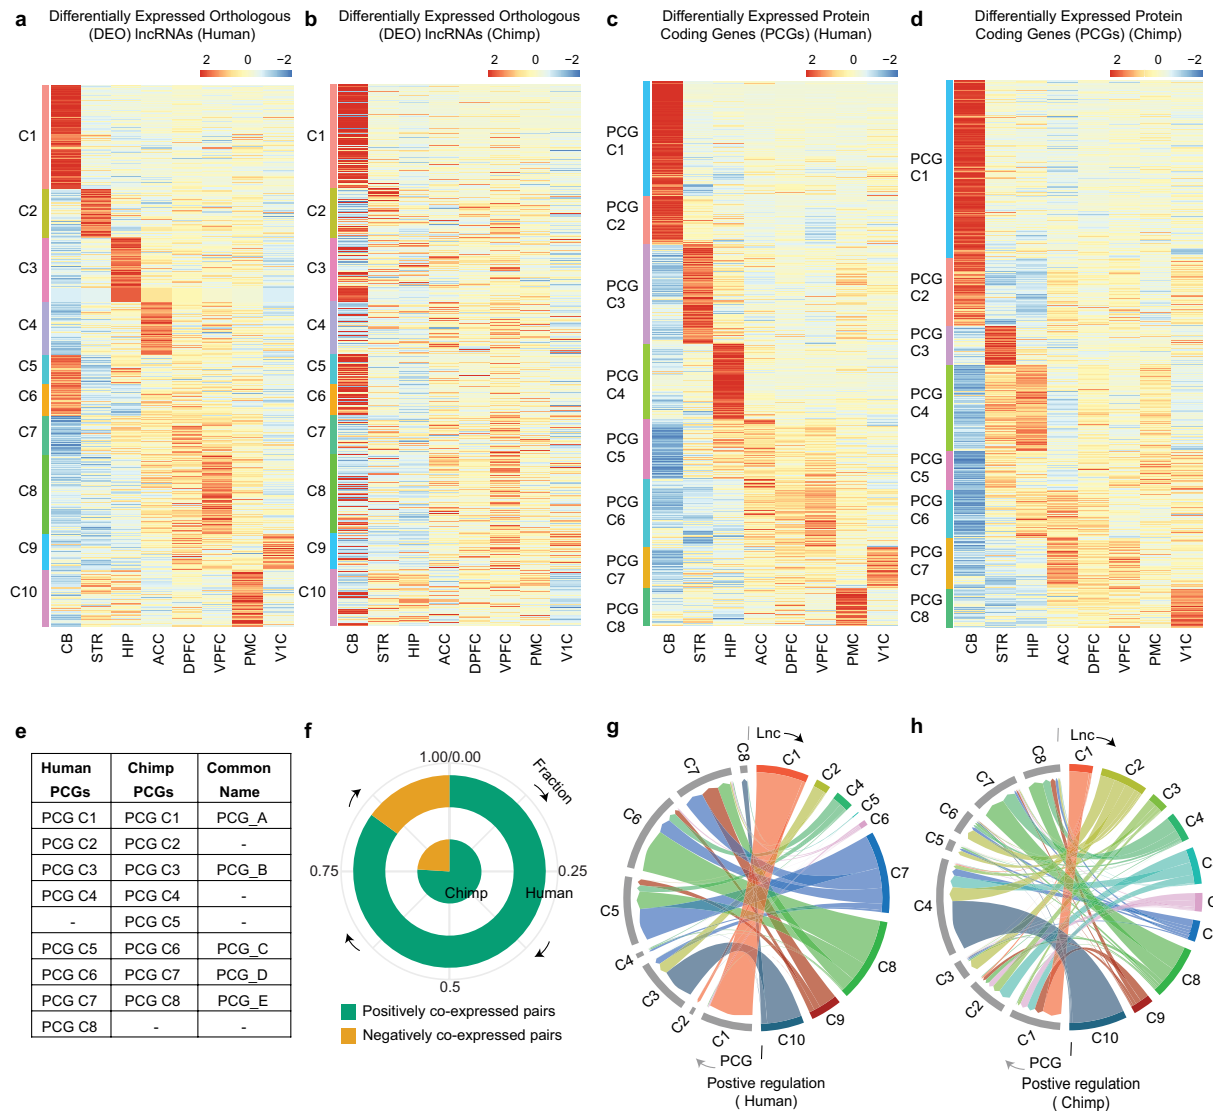 a
Differentially Expressed Orthologous
(DEO) lncRNAs (Human)
2 0 −2
C1
C2
C3
C4
C5
C6
C7
C8
C9
C10
CB STR HIP ACC DPFC VPFC PMC V1C
b
Differentially Expressed Orthologous
(DEO) lncRNAs (Chimp)
2 0 −2
C1
C2
C3
C4
C5
C6
C7
C8
C9
C10
CB STR HIP ACC DPFC VPFC PMC V1C
c
Differentially Expressed Protein
Coding Genes (PCGs) (Human)
2 0 −2
PCG
C1
PCG
C2
PCG
C3
PCG
C4
PCG
C5
PCG
C6
PCG
C7
PCG
C8
CB STR HIP ACC DPFC VPFC PMC V1C
d
Differentially Expressed Protein
Coding Genes (PCGs) (Chimp)
2 0 −2
PCG
C1
PCG
C2
PCG
C3
PCG
C4
PCG
C5
PCG
C6
PCG
C7
PCG
C8
CB STR HIP ACC DPFC VPFC PMC V1C
e
Human Chimp Common
PCGs PCGs Name
PCG C1 PCG C1 PCG_A
PCG C2 PCG C2 -
PCG C3 PCG C3 PCG_B
PCG C4 PCG C4 -
- PCG C5 -
PCG C5 PCG C6 PCG_C
PCG C6 PCG C7 PCG_D
PCG C7 PCG C8 PCG_E
PCG C8 - -
f
1.00/0.00
Fraction
0.75
0.25
Chimp
Human
0.5
Positively co-expressed pairs
Negatively co-expressed pairs
g
Lnc
C1
C2
C4
C5
C6
C7
C8
C9
C10
C1
C2
C3
C4
C5
C6
C7
C8
PCG
Postive regulation
( Human)
h
Lnc
C1
C2
C3
C4
C
C
C
C8
C9
C10
C1
C2
C3
C4
C5
C6
C7
C8
PCG
Postive regulation
( Chimp)